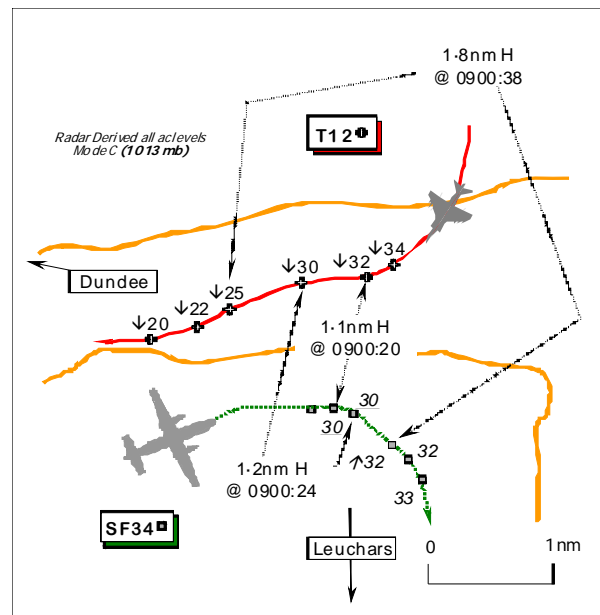 1·8nm H
@ 0900:38
Radar Derived all ac levels
Mode C (1013 mb)
T12
↓34
↓32
↓30
↓25
↓22
↓20
Dundee
1·1nm H
@ 0900:20
30
30
↑32
32
33
1·2nm H
@ 0900:24
SF34
Leuchars
0
1nm